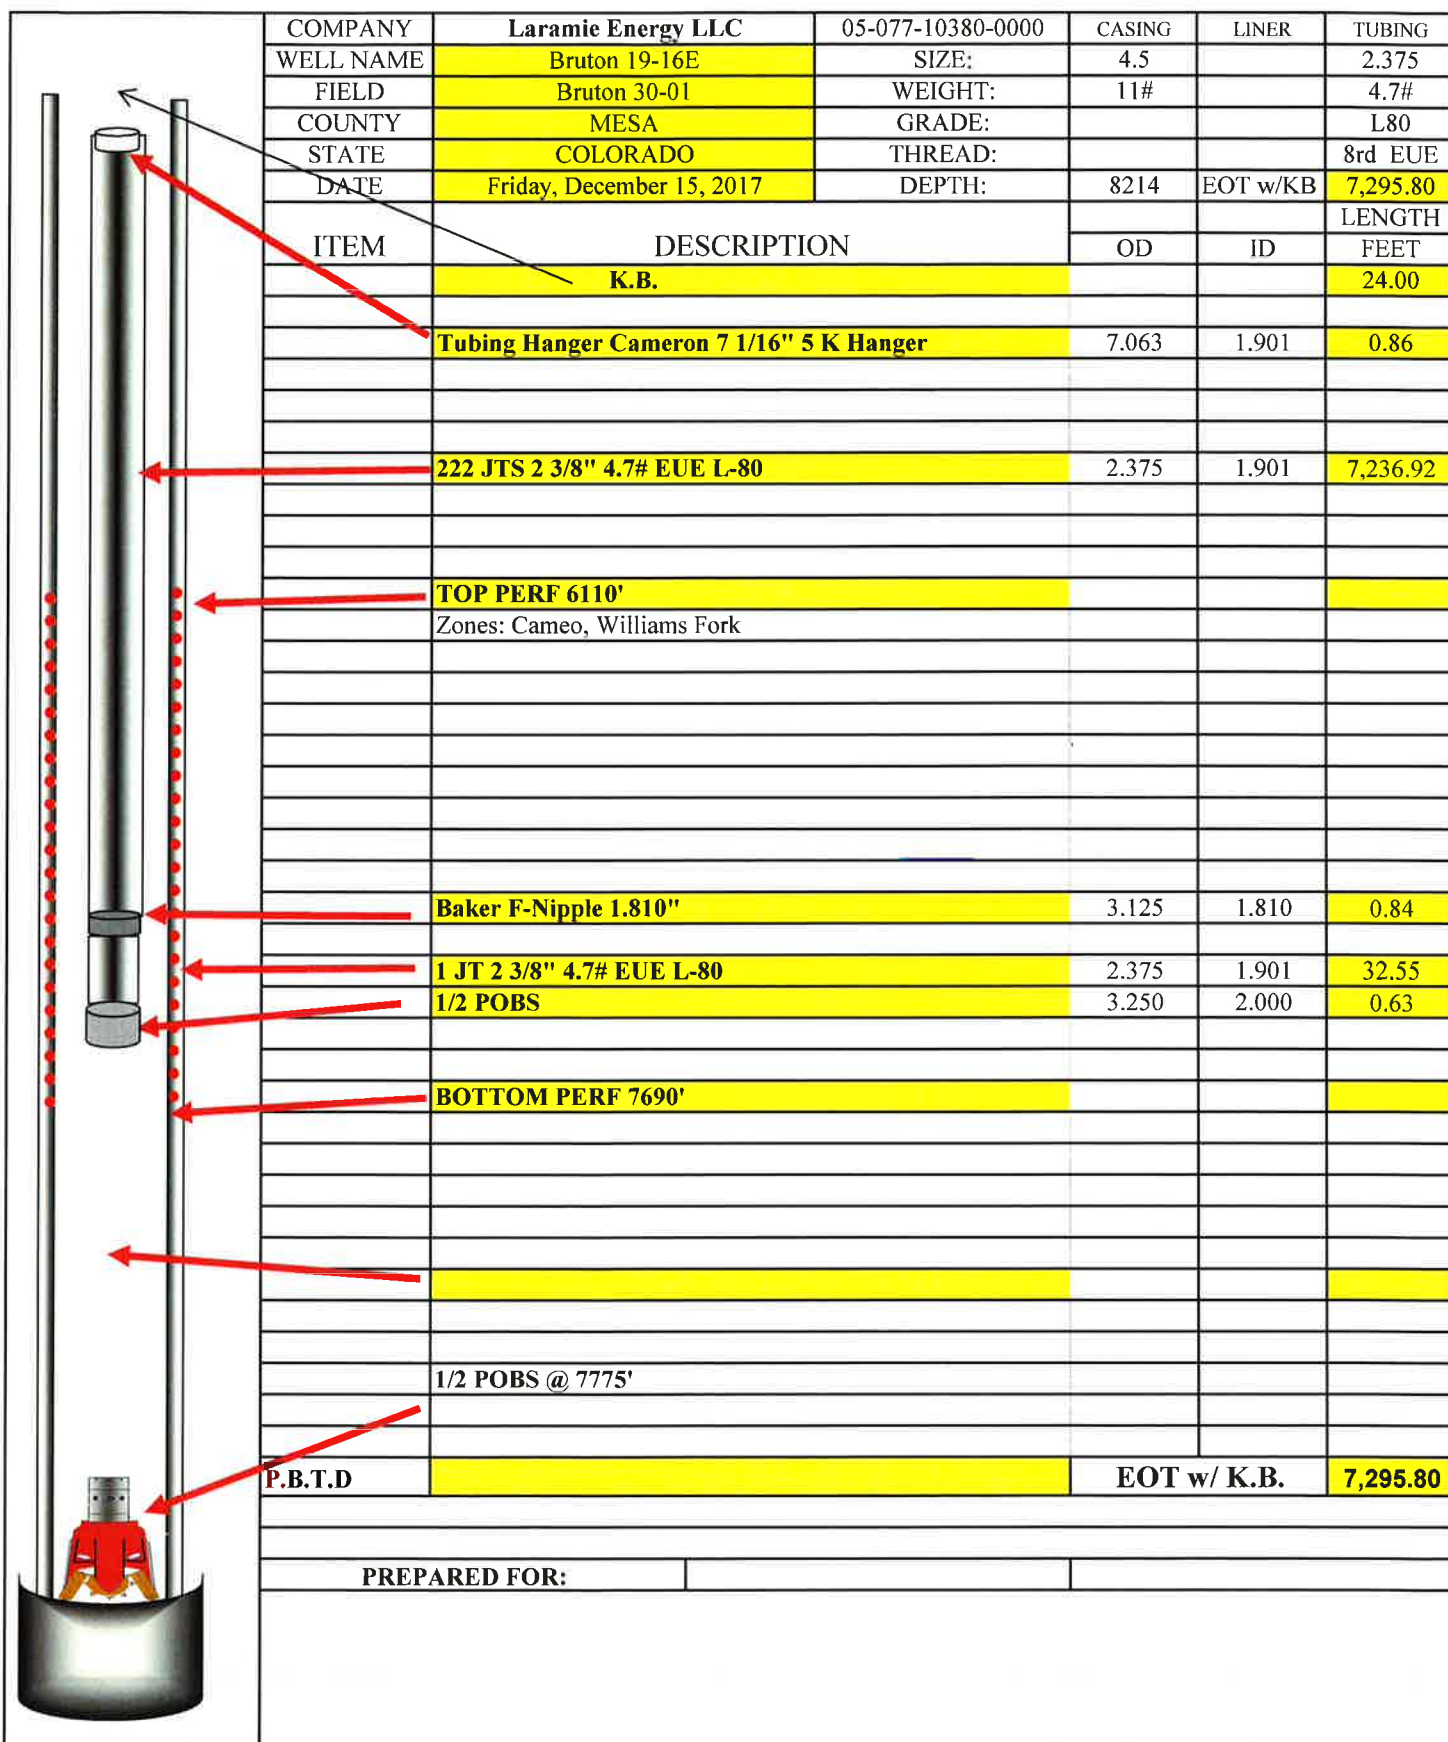 COMPANY Laramie Energy LLC 05-077-10380-0000 CASING LINER TUBING
WELL NAME Bruton 19-16E SIZE: 4.5 2.375
FIELD Bruton 30-01 WEIGHT: 11# 4.7#
COUNTY MESA GRADE: L80
STATE COLORADO THREAD: 8rd EUE
DATE Friday, December 15, 2017 DEPTH: 8214 EOT w/KB 7,295.80
LENGTH
ITEM DESCRIPTION OD ID FEET
K.B. 24.00
Tubing Hanger Cameron 7 1/16" 5 K Hanger 7.063 1.901 0.86
222 JTS 2 3/8" 4.7# EUE L-80 2.375 1.901 7,236.92
TOP PERF 6110'
Zones: Cameo, Williams Fork
Baker F-Nipple 1.810" 3.125 1.810 0.84
1 JT 2 3/8" 4.7# EUE L-80 2.375 1.901 32.55
1/2 POBS 3.250 2.000 0.63
BOTTOM PERF 7690'
1/2 POBS @ 7775'
P.B.T.D EOT w/ K.B. 7,295.80
PREPARED FOR: